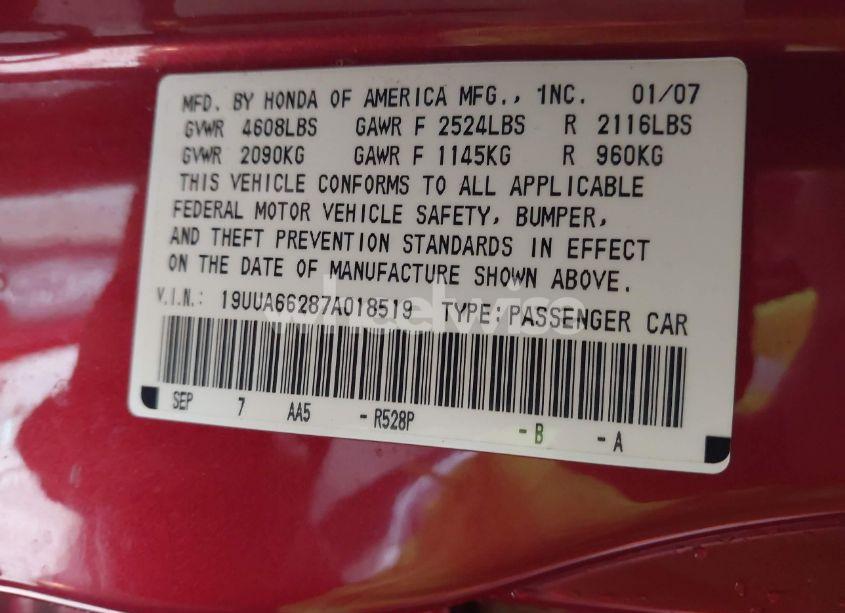 MFD. BY HONDA OF AMERICA MFG., INC. 01/07
GVWR 4608LBS GAWR F 2524LBS R 2116LBS
GVWR 2090KG GAWR F 1145KG R 960KG
THIS VEHICLE CONFORMS TO ALL APPLICABLE
FEDERAL MOTOR VEHICLE SAFETY, BUMPER,
AND THEFT PREVENTION STANDARDS IN EFFECT
ON THE DATE OF MANUFACTURE SHOWN ABOVE.
V.I.N.: 19UUA66287A018519 TYPE: PASSENGER CAR
wheelwise
SEP 7 AA5 - R528P - B - A